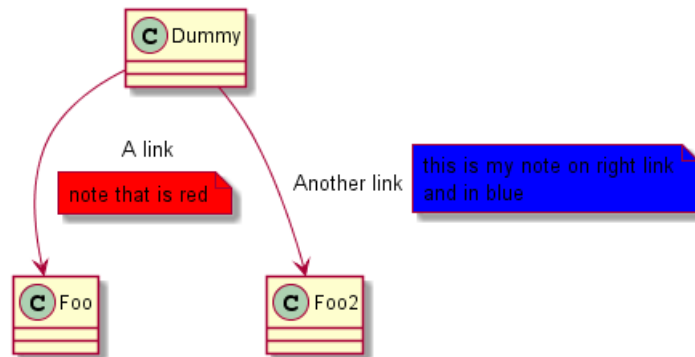 C Dummy
A link
note that is red
Another link
this is my note on right link
and in blue
C Foo
C Foo2